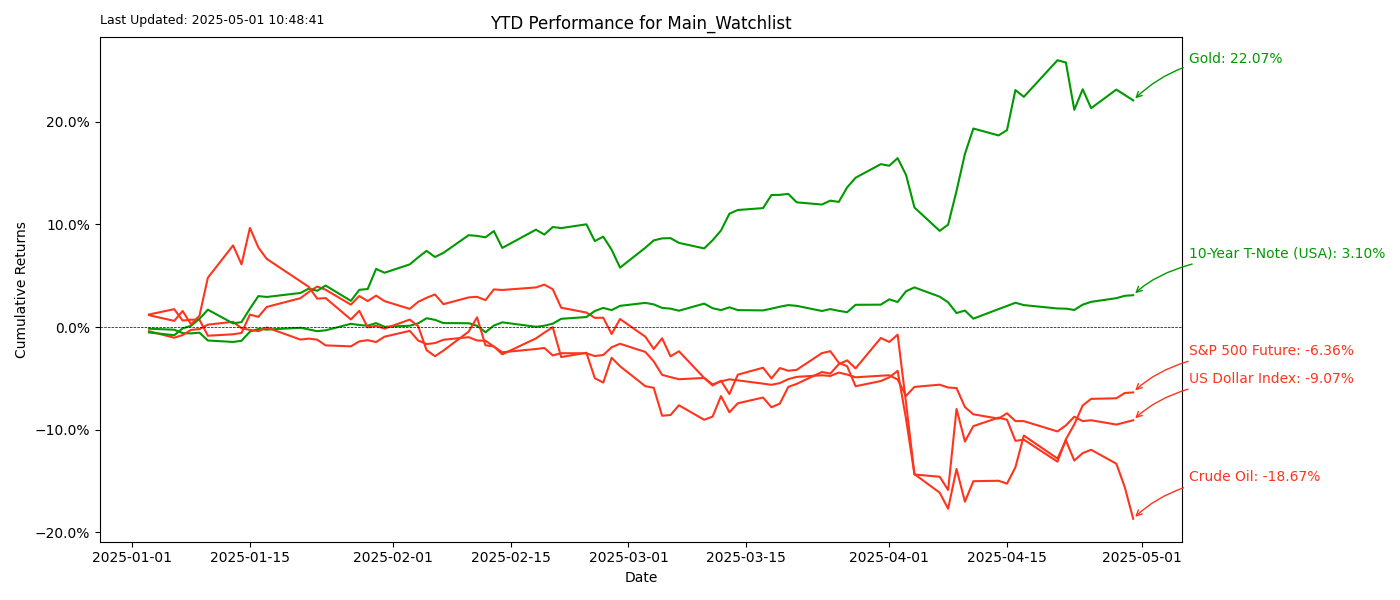 Last Updated: 2025-05-01 10:48:41
YTD Performance for Main_Watchlist
Gold: 22.07%
10-Year T-Note (USA): 3.10%
S&P 500 Future: -6.36%
US Dollar Index: -9.07%
Crude Oil: -18.67%
Cumulative Returns
20.0%
10.0%
0.0%
−10.0%
−20.0%
2025-01-01
2025-01-15
2025-02-01
2025-02-15
2025-03-01
2025-03-15
2025-04-01
2025-04-15
2025-05-01
Date